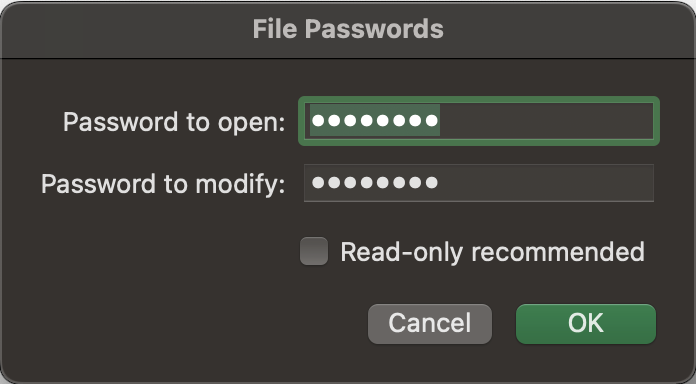 File Passwords
Password to open: ••••••••
Password to modify: ••••••••
Read-only recommended
Cancel OK